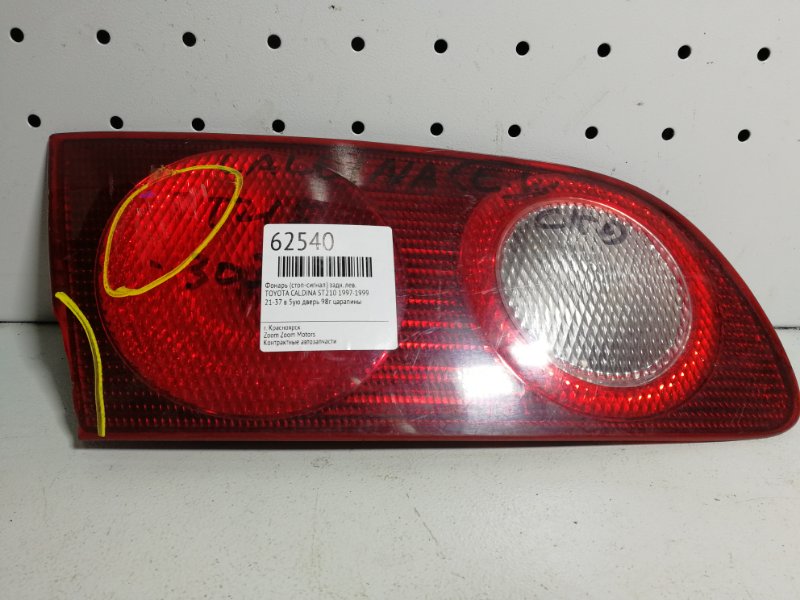 62540
Фонарь (стоп-сигнал) задн. лев.
TOYOTA CALDINA ST210 1997-1999
21-37 в 5ую дверь 98г царапины
г. Красноярск
Zoom Zoom Motors
Контрактные автозапчасти